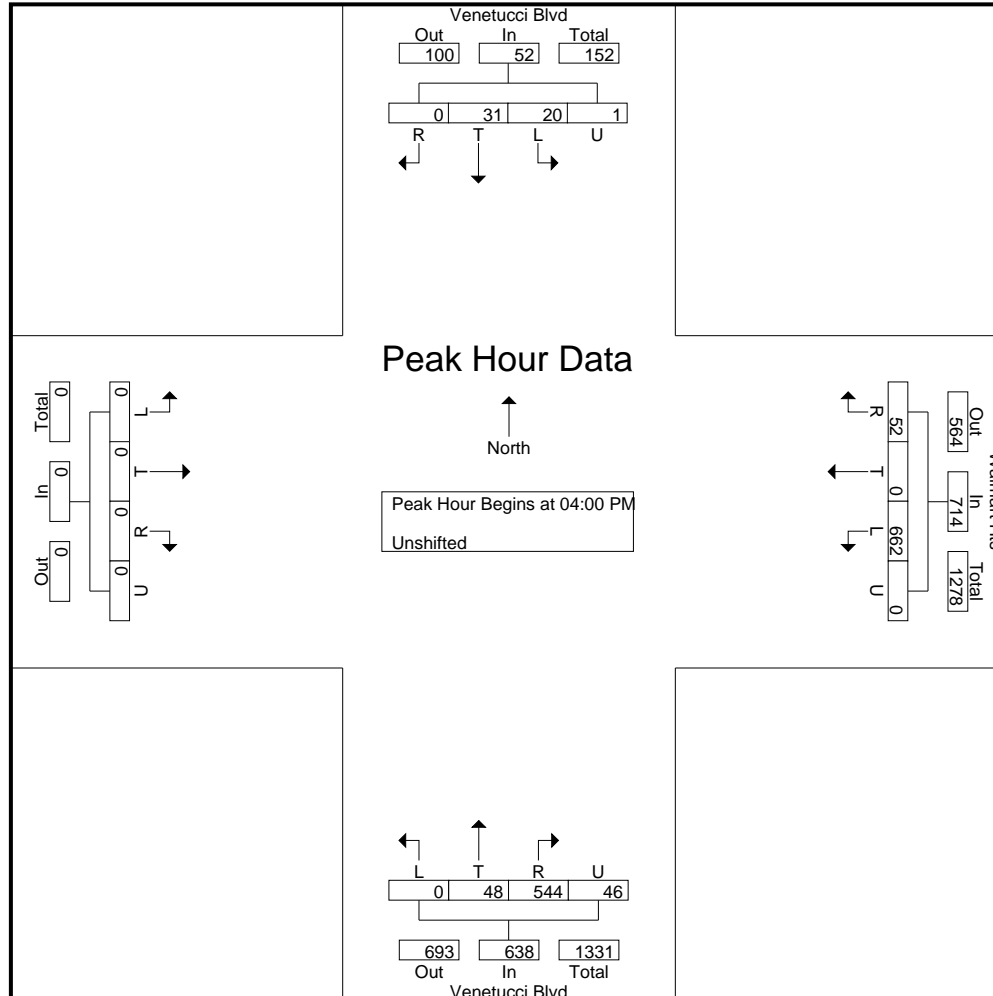 Venetucci Blvd
Out In Total
100 52 152
0 31 20 1
R T L U
Peak Hour Data
North
Peak Hour Begins at 04:00 PM
Unshifted
Total In Out
0 0 0
0 0 0 0
L T R U
R T L U
52 0 662 0
Out In Total
564 714 1278
L T R U
0 48 544 46
693 638 1331
Out In Total
Venetucci Blvd